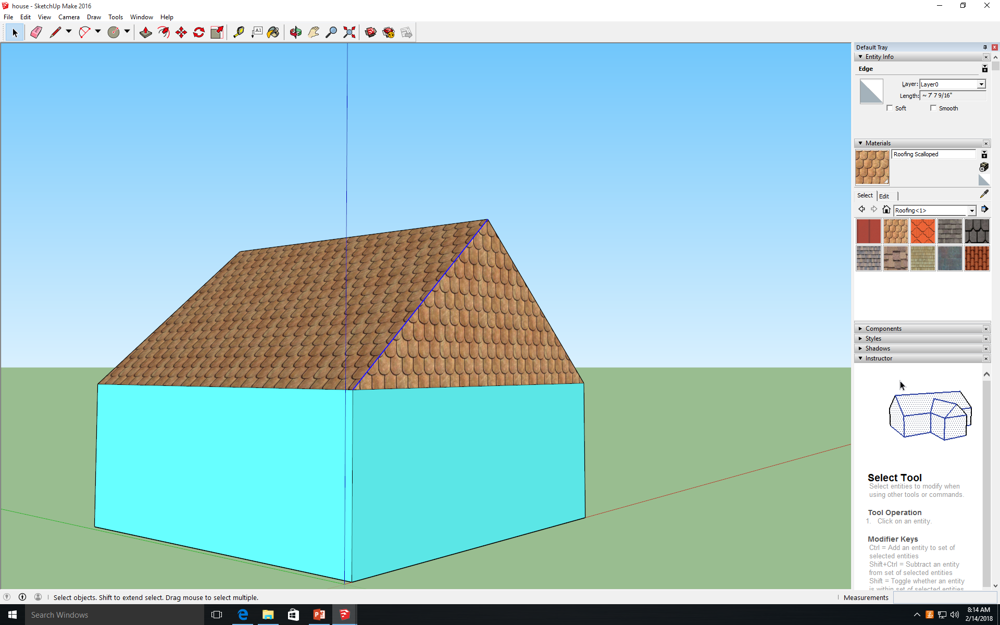 house - SketchUp Make 2016
File Edit View Camera Draw Tools Window Help
A1
Default Tray
Entity Info
Edge
Layer: Layer0
Length: ~ 7' 7 9/16"
Soft Smooth
Materials
Roofing Scalloped
Select Edit
Roofing<1>
Components
Styles
Shadows
Instructor
Select Tool
Select entities to modify when
using other tools or commands.
Tool Operation
1. Click on an entity.
Modifier Keys
Ctrl = Add an entity to set of
selected entities
Shift+Ctrl = Subtract an entity
from set of selected entities
Shift = Toggle whether an entity
is within set of selected entities
Select objects. Shift to extend select. Drag mouse to select multiple.
Measurements
Search Windows
8:14 AM
2/14/2018